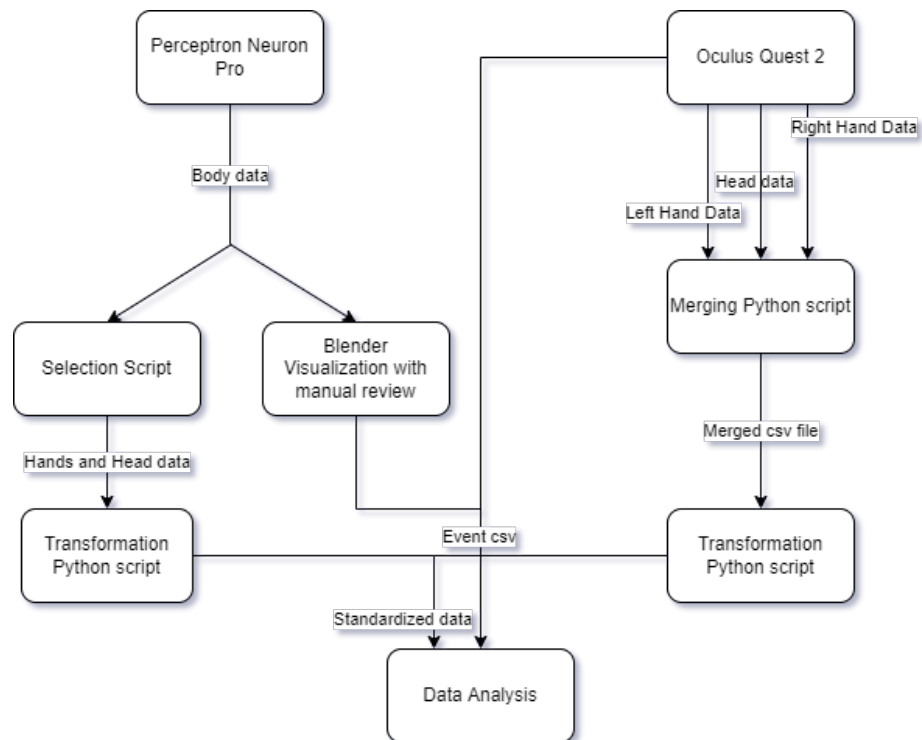 Perceptron Neuron
Pro
Oculus Quest 2
Right Hand Data
Body data
Head data
Left Hand Data
Merging Python script
Selection Script
Blender
Visualization with
manual review
Merged csv file
Hands and Head data
Transformation
Python script
Event csv
Transformation
Python script
Standardized data
Data Analysis